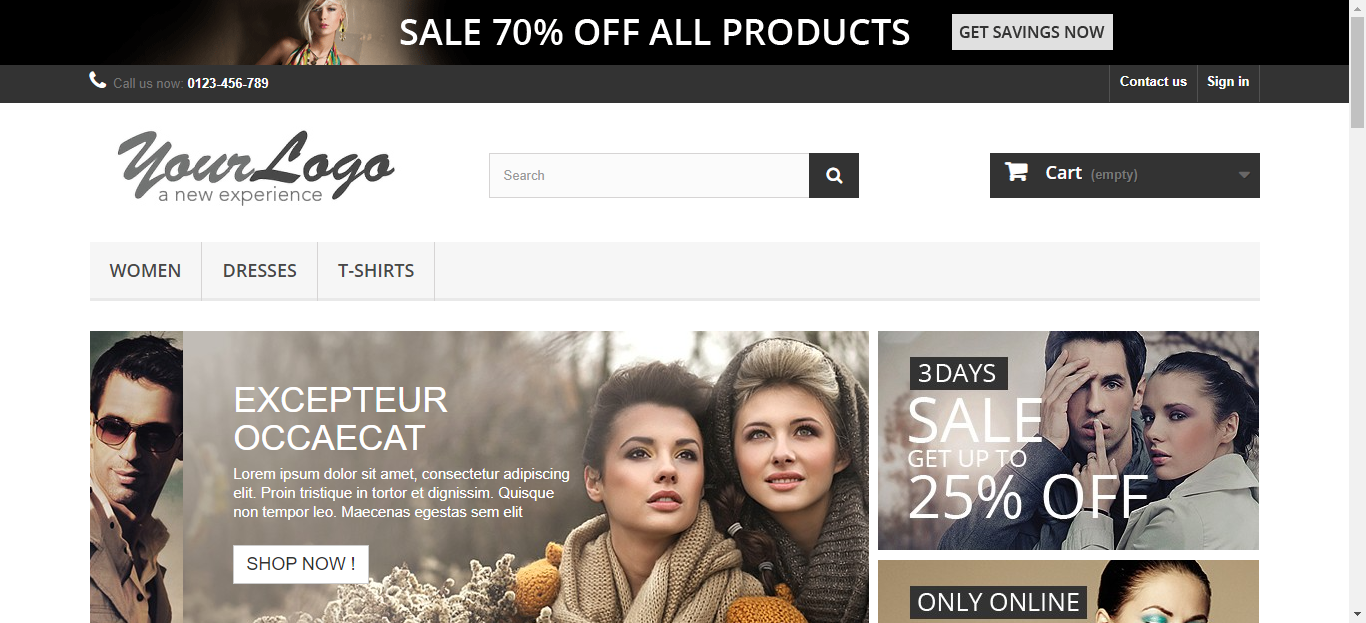 SALE 70% OFF ALL PRODUCTS
GET SAVINGS NOW
Call us now: 0123-456-789
Contact us
Sign in
YourLogo
a new experience
Search
Cart (empty)
WOMEN
DRESSES
T-SHIRTS
EXCEPTEUR
OCCAECAT
Lorem ipsum dolor sit amet, consectetur adipiscing
elit. Proin tristique in tortor et dignissim. Quisque
non tempor leo. Maecenas egestas sem elit
SHOP NOW !
3 DAYS
SALE
GET UP TO
25% OFF
ONLY ONLINE